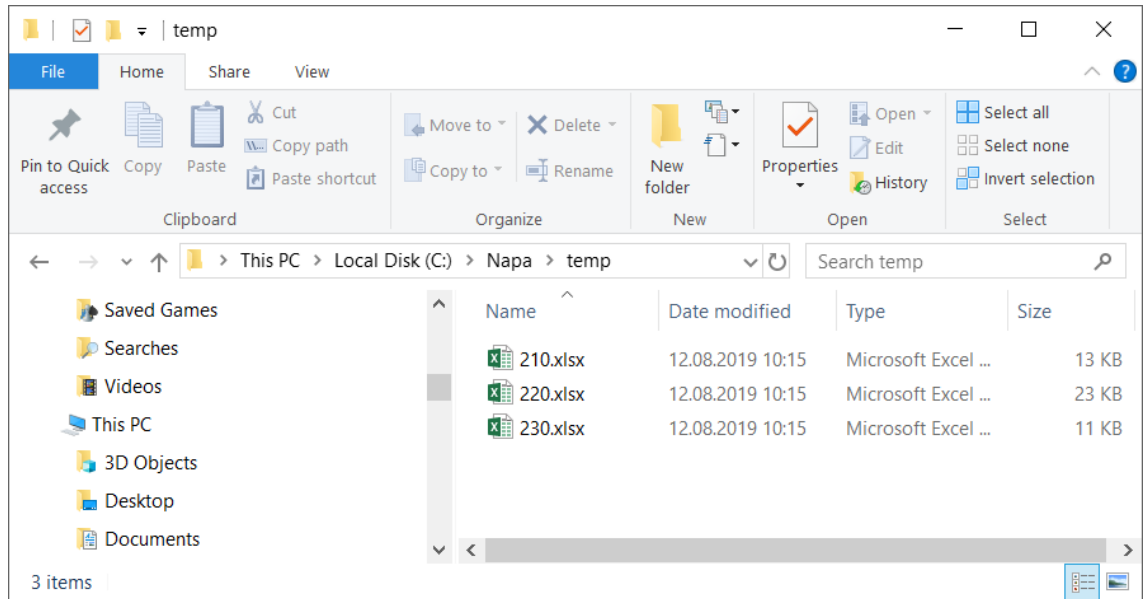 temp
File Home Share View
Pin to Quick access
Copy
Paste
Cut
Copy path
Paste shortcut
Clipboard
Move to
Copy to
Delete
Rename
Organize
New folder
New
Properties
Open
Edit
History
Open
Select all
Select none
Invert selection
Select
This PC > Local Disk (C:) > Napa > temp
Search temp
Saved Games
Searches
Videos
This PC
3D Objects
Desktop
Documents
Name Date modified Type Size
210.xlsx 12.08.2019 10:15 Microsoft Excel ... 13 KB
220.xlsx 12.08.2019 10:15 Microsoft Excel ... 23 KB
230.xlsx 12.08.2019 10:15 Microsoft Excel ... 11 KB
3 items